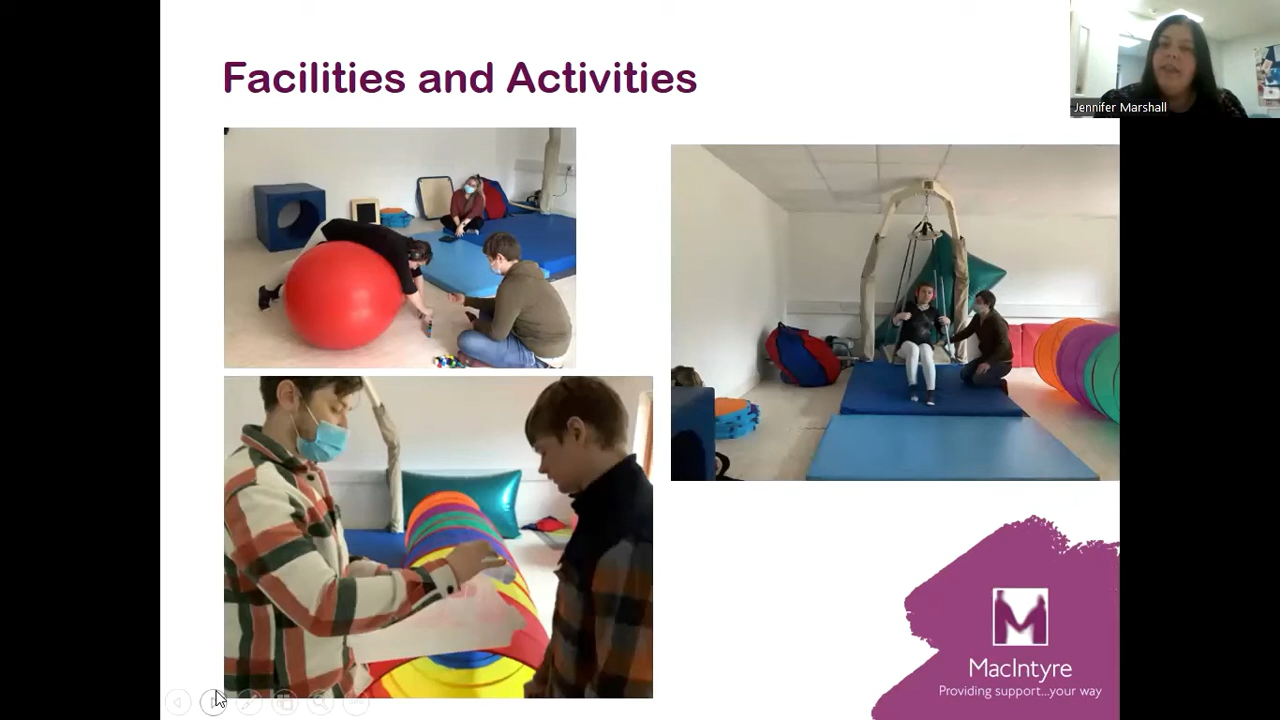 Facilities and Activities
Jennifer Marshall
MacIntyre
Providing support...your way